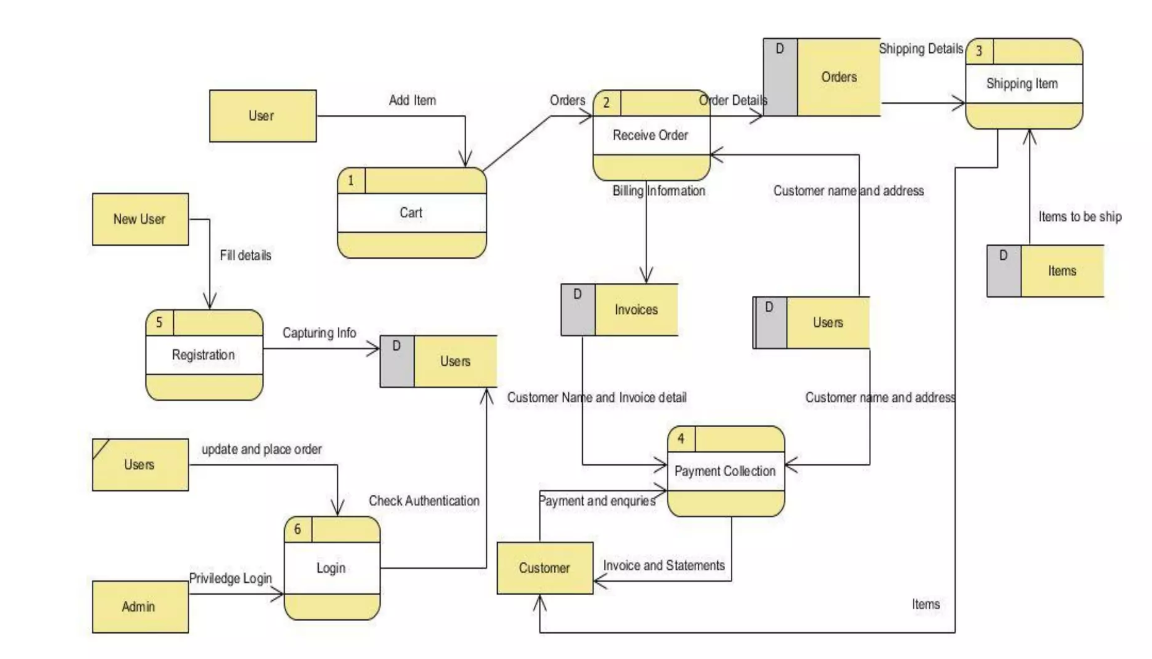 D
Orders
Shipping Details
3
Shipping Item
User
Add Item
Orders
2
Order Details
Receive Order
1
Cart
Billing Information
Customer name and address
New User
Items to be ship
Fill details
D
Items
D
Invoices
D
Users
5
Registration
Capturing Info
D
Users
Customer Name and Invoice detail
Customer name and address
4
Payment Collection
Users
update and place order
Check Authentication
Payment and enquries
6
Login
Customer
Invoice and Statements
Priviledge Login
Admin
Items